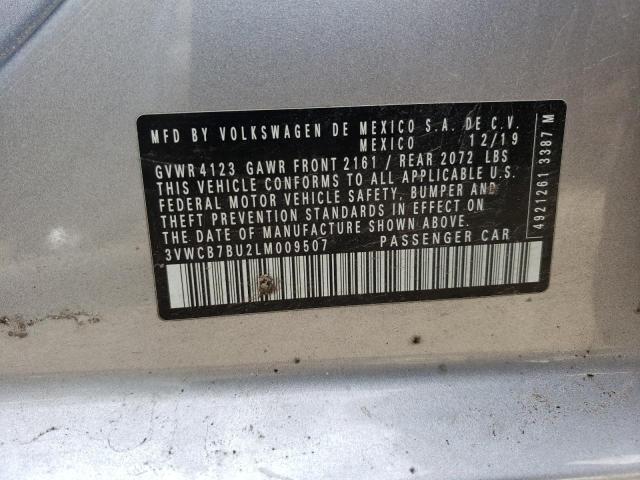 MFD BY VOLKSWAGEN DE MEXICO S.A. DE C.V.
MEXICO 12/19
GVWR 4123 GAWR FRONT 2161 / REAR 2072 LBS
THIS VEHICLE CONFORMS TO ALL APPLICABLE U.S.
FEDERAL MOTOR VEHICLE SAFETY, BUMPER AND
THEFT PREVENTION STANDARDS IN EFFECT ON
THE DATE OF MANUFACTURE SHOWN ABOVE.
3VWCB7BU2LM009507 PASSENGER CAR
4921261 3387 M